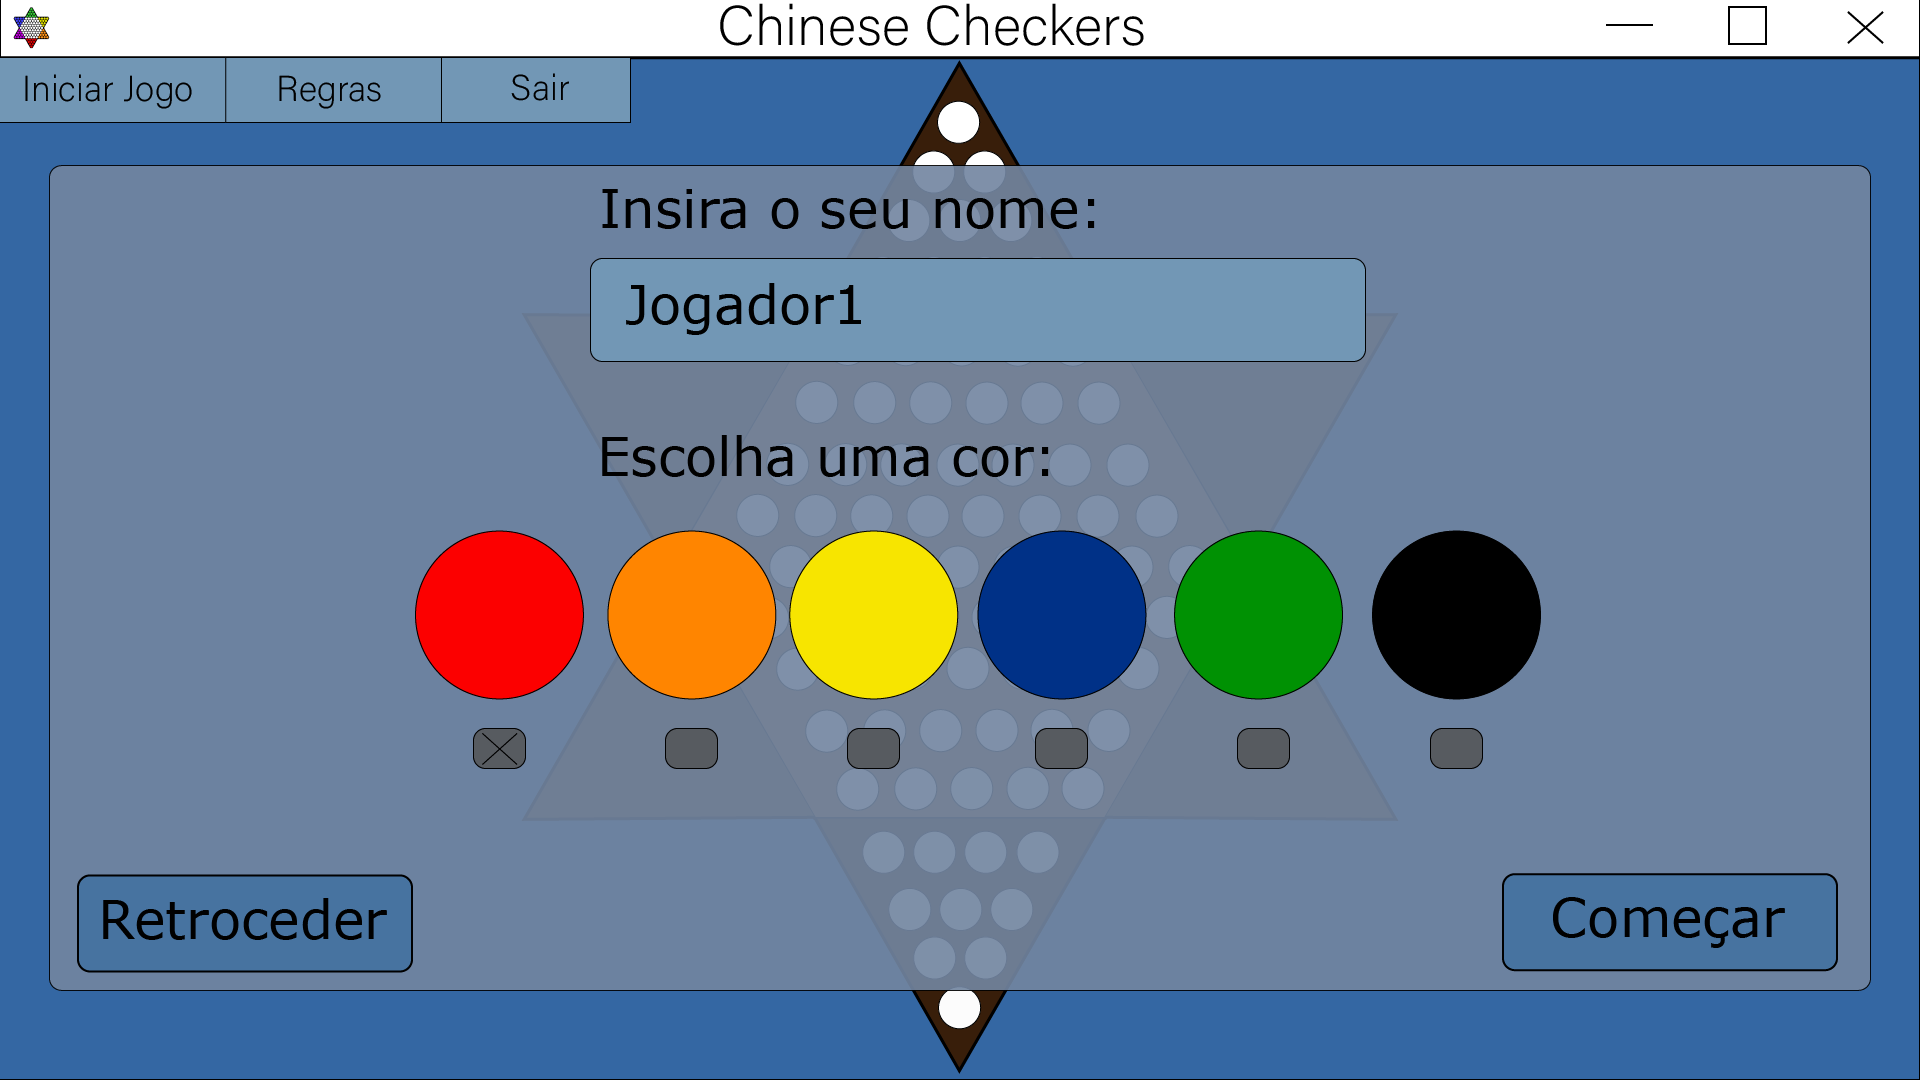 Chinese Checkers
Iniciar Jogo
Regras
Sair
Insira o seu nome:
Jogador1
Escolha uma cor:
Retroceder
Começar